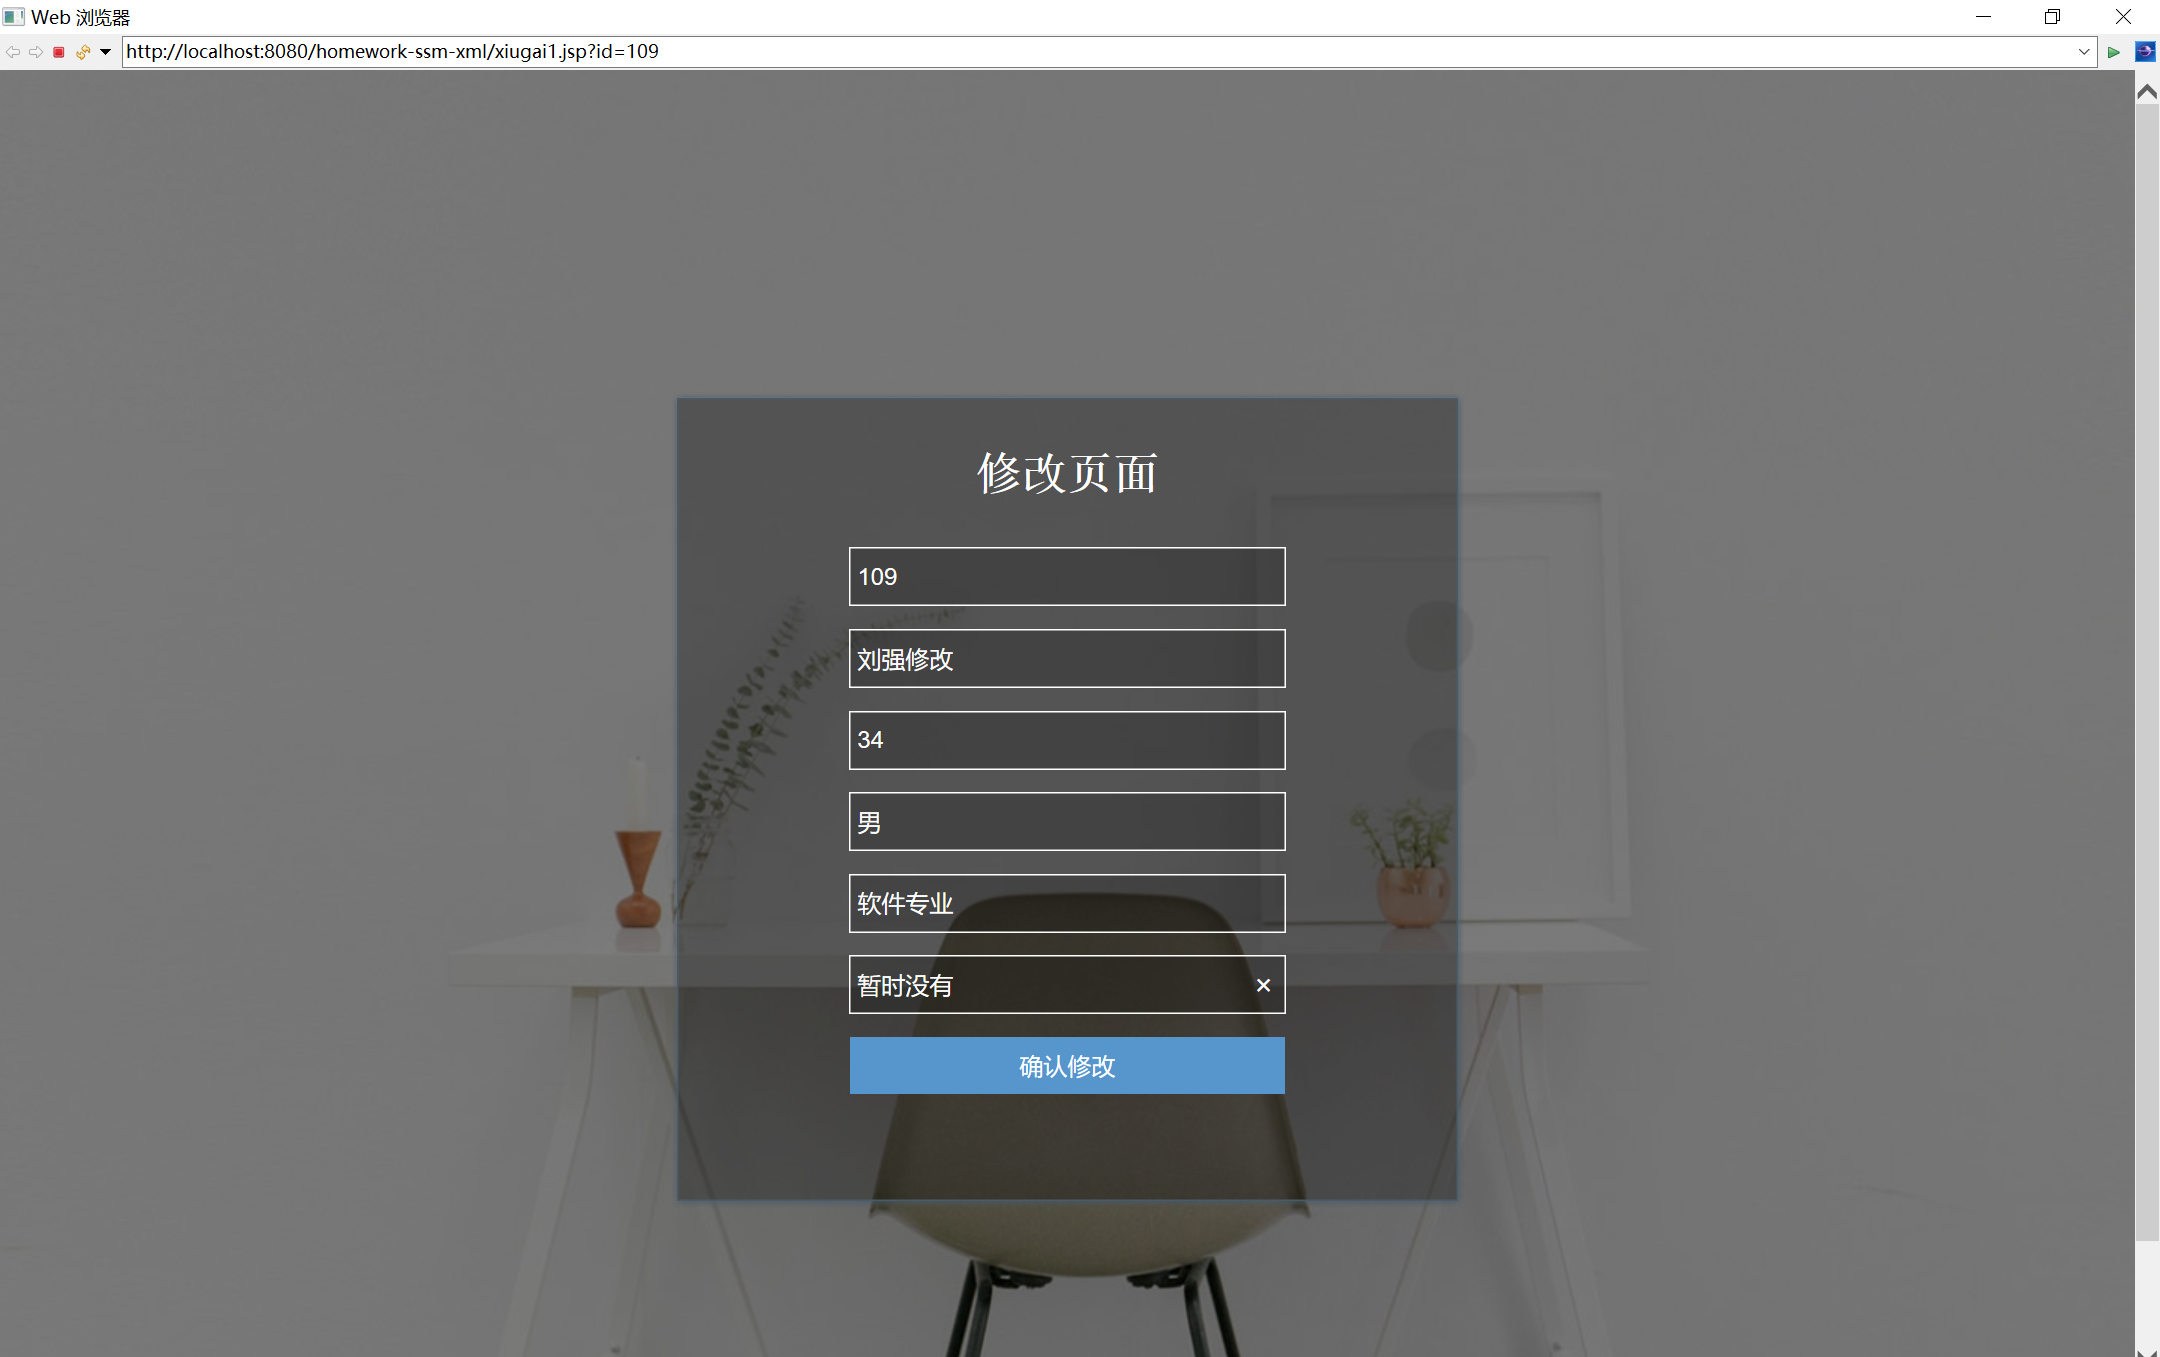 Web 浏览器
http://localhost:8080/homework-ssm-xml/xiugai1.jsp?id=109
修改页面
109
刘强修改
34
男
软件专业
暂时没有
确认修改